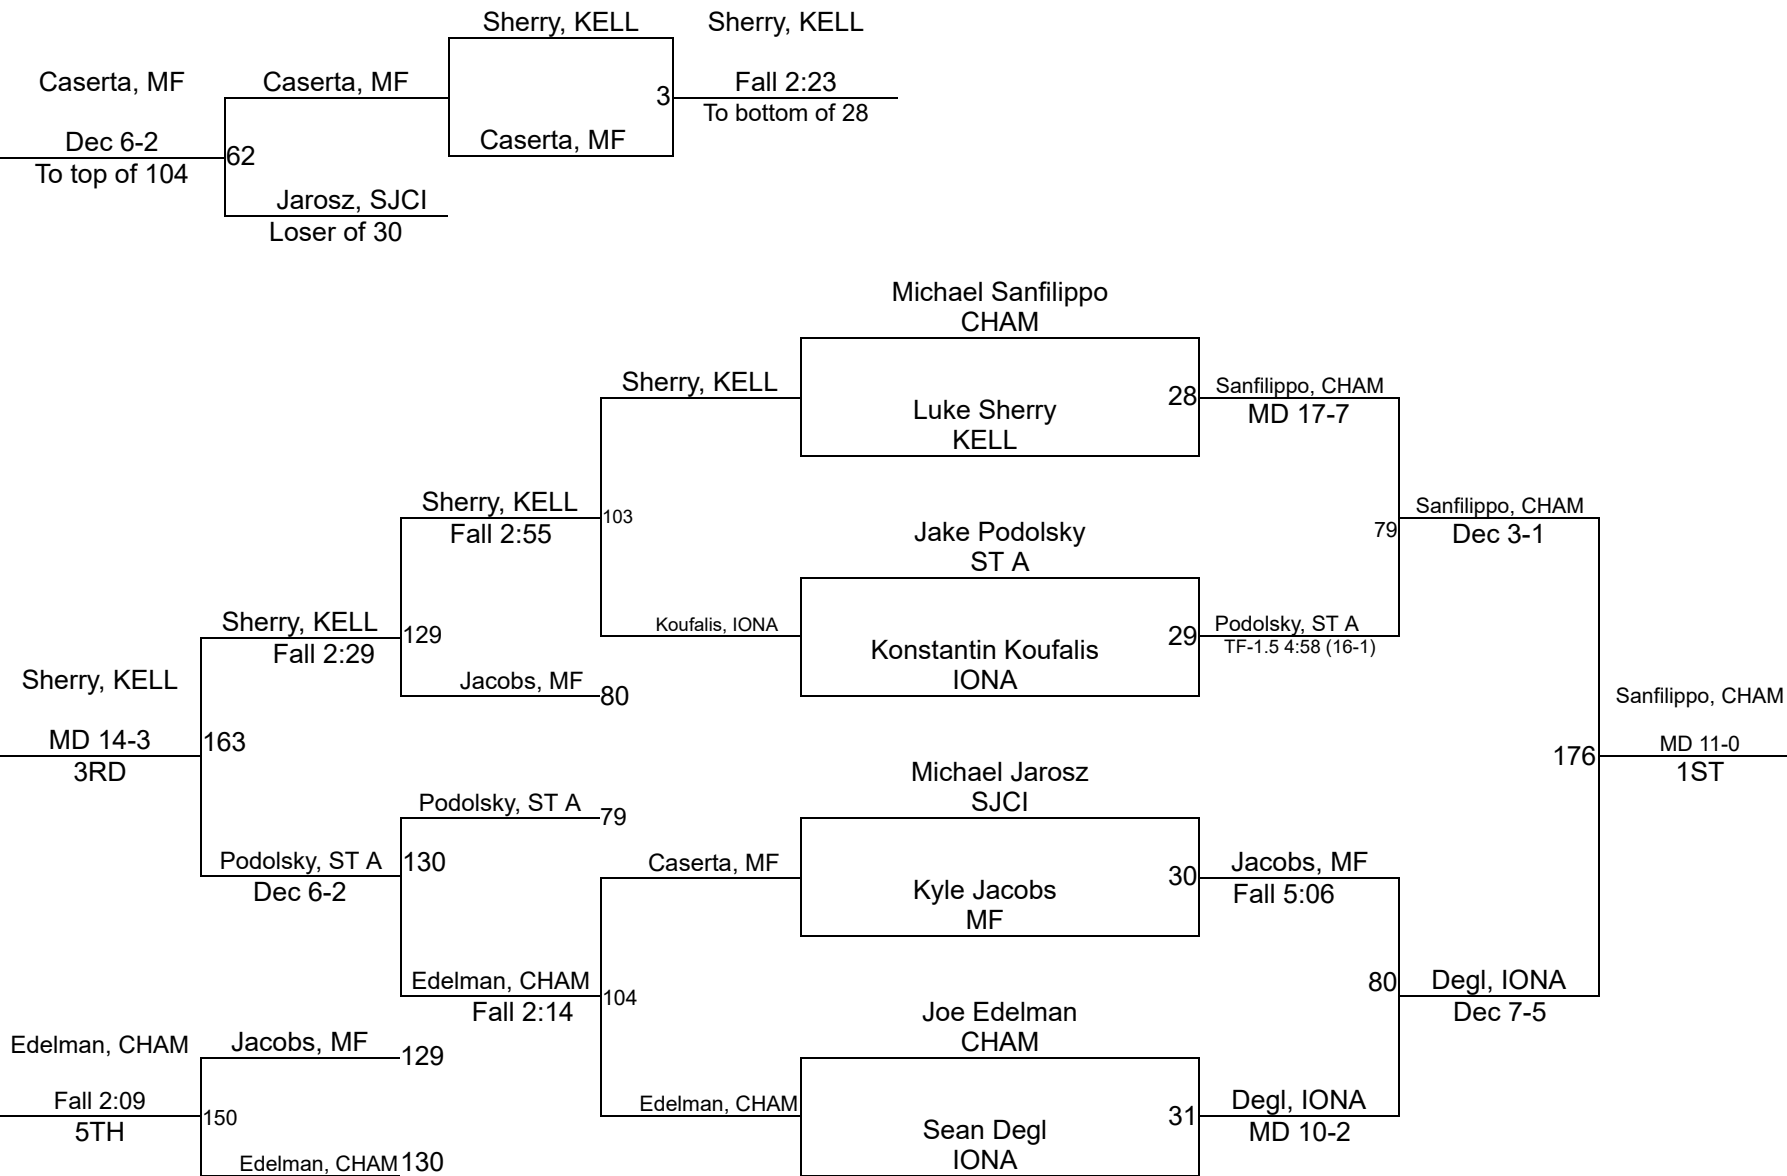 Sherry, KELL
Sherry, KELL
Caserta, MF
Caserta, MF
3
Fall 2:23
To bottom of 28
Caserta, MF
Dec 6-2
62
To top of 104
Jarosz, SJCI
Loser of 30
Michael Sanfilippo
CHAM
Sherry, KELL
28
Sanfilippo, CHAM
MD 17-7
Luke Sherry
KELL
Sherry, KELL
Fall 2:55
103
Jake Podolsky
ST A
79
Sanfilippo, CHAM
Dec 3-1
Sherry, KELL
Fall 2:29
129
Koufalis, IONA
Konstantin Koufalis
IONA
29
Podolsky, ST A
TF-1.5 4:58 (16-1)
Sherry, KELL
Jacobs, MF
80
Sanfilippo, CHAM
MD 14-3
3RD
163
176
MD 11-0
1ST
Michael Jarosz
SJCI
Podolsky, ST A
79
Podolsky, ST A
Dec 6-2
130
Caserta, MF
Kyle Jacobs
MF
30
Jacobs, MF
Fall 5:06
Edelman, CHAM
Fall 2:14
104
80
Degl, IONA
Dec 7-5
Joe Edelman
CHAM
Edelman, CHAM
Jacobs, MF
129
Fall 2:09
5TH
150
Edelman, CHAM
Sean Degl
IONA
31
Degl, IONA
MD 10-2
Edelman, CHAM
130